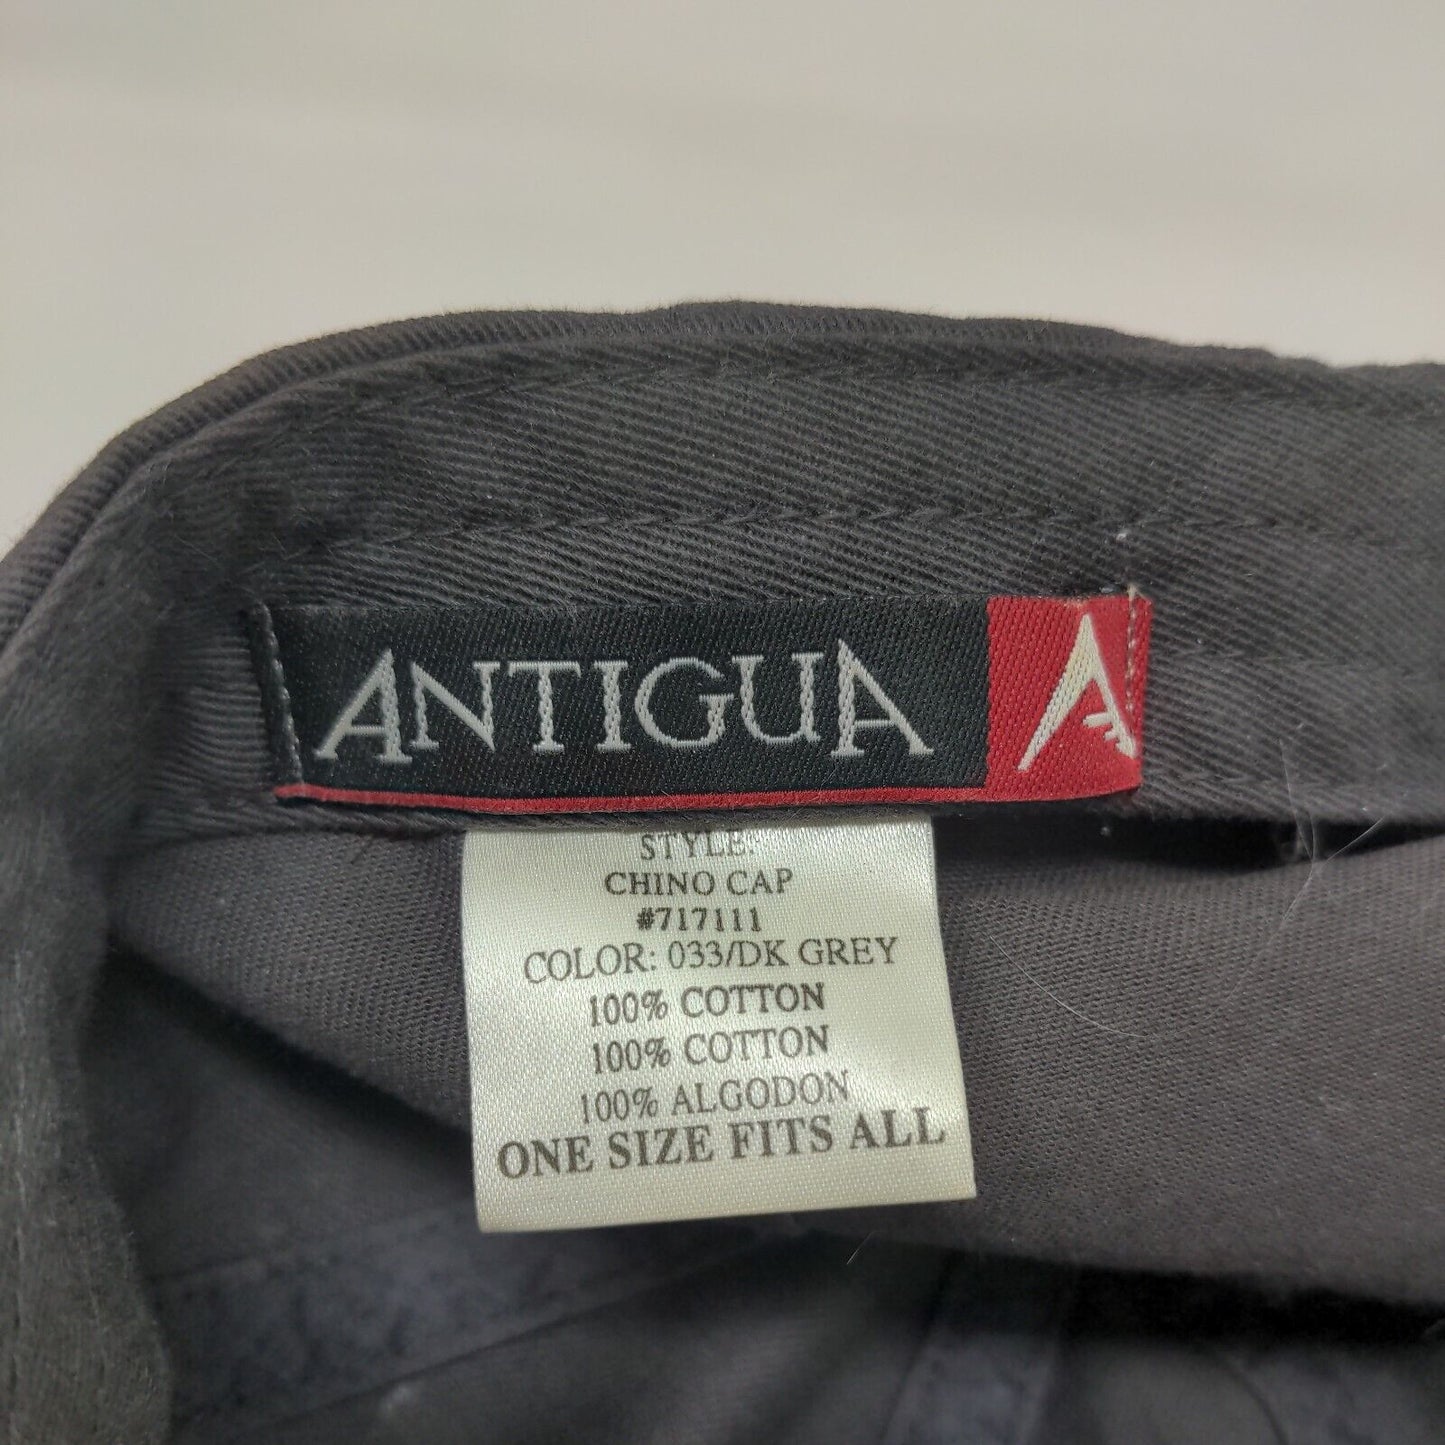 ANTIGUA A
STYLE:
CHINO CAP
#717111
COLOR: 033/DK GREY
100% COTTON
100% COTTON
100% ALGODON
ONE SIZE FITS ALL